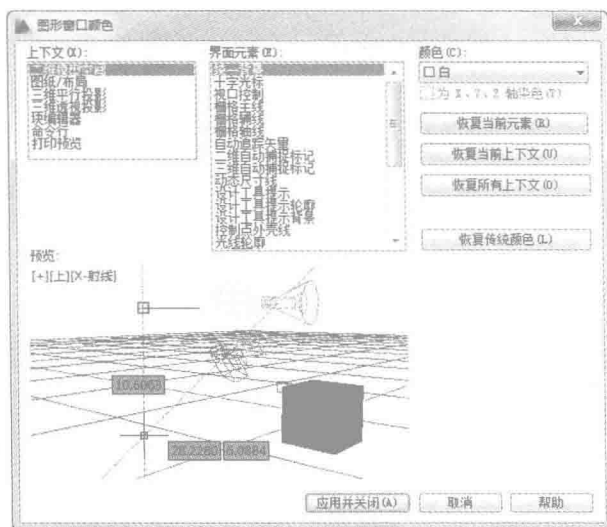 图形窗口颜色
上下文(X):
图纸/布局
三维平行投影
三维透视投影
块编辑器
命令行
打印预览
界面元素(E):
十字光标
视口控制
栅格主线
栅格辅线
栅格轴线
自动追踪矢量
二维自动捕捉标记
三维自动捕捉标记
动态尺寸线
设计工具提示
设计工具提示轮廓
设计工具提示背景
控制点外壳线
光线轮廓
颜色(C):
白
为 X、Y、Z 轴染色(T)
恢复当前元素(R)
恢复当前上下文(U)
恢复所有上下文(O)
恢复传统颜色(L)
预览:
[+][上][X-射线]
10.6063
28.2280
应用并关闭(A)
取消
帮助